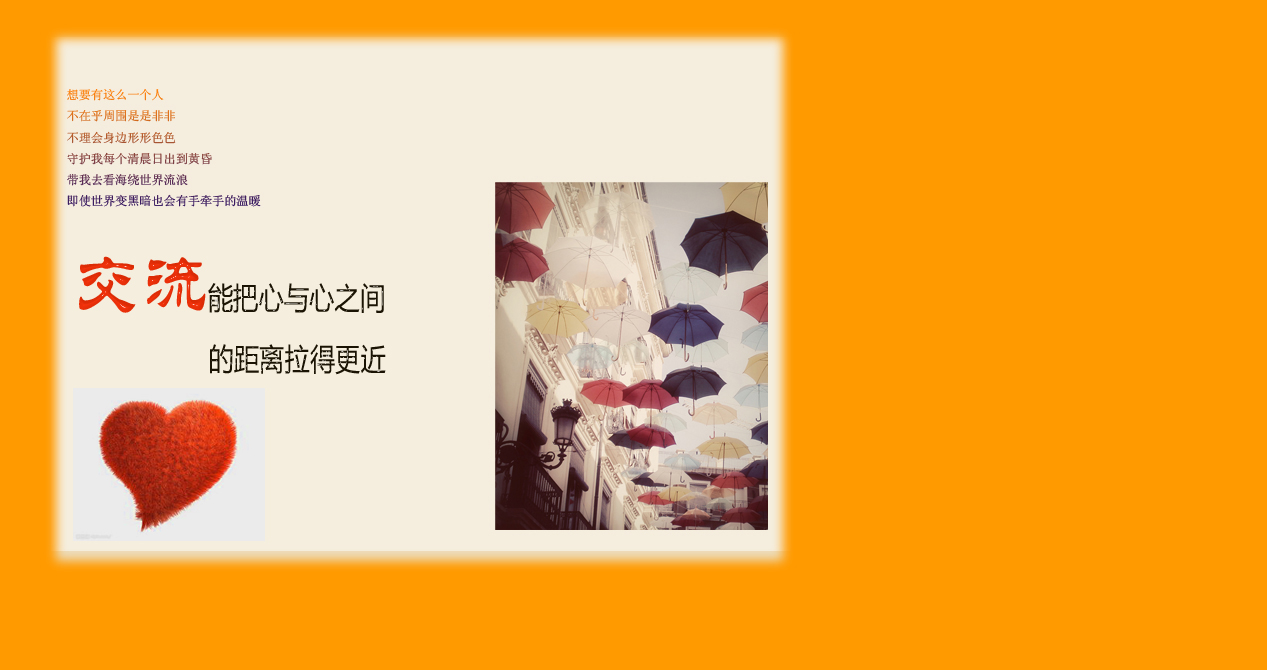 想要有这么一个人
不在乎周围是是非非
不理会身边形形色色
守护我每个清晨日出到黄昏
带我去看海绕世界流浪
即使世界变黑暗也会有手牵手的温暖
交流能把心与心之间
的距离拉得更近